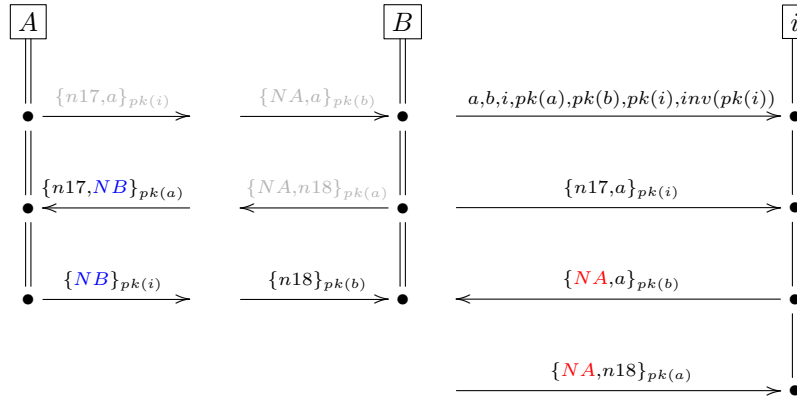 A B i
{n17,a}pk(i) {NA,a}pk(b) a,b,i,pk(a),pk(b),pk(i),inv(pk(i))
{n17,NB}pk(a) {NA,n18}pk(a) {n17,a}pk(i)
{NB}pk(i) {n18}pk(b) {NA,a}pk(b)
{NA,n18}pk(a)